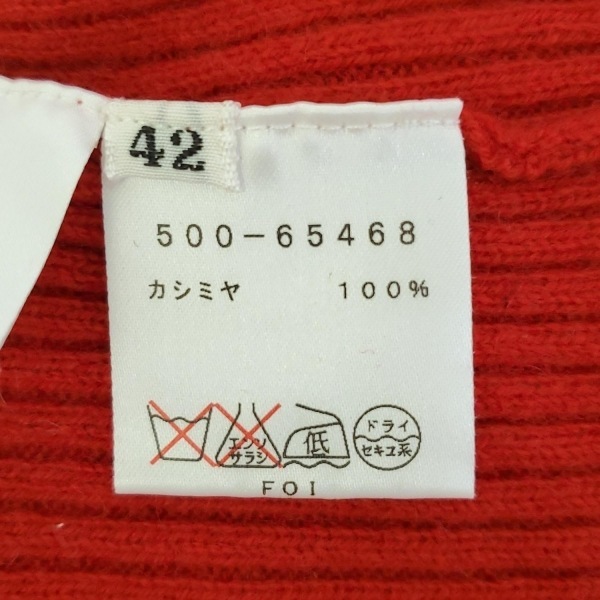 42
500-65468
カシミヤ 100%
エンソ
サラシ
低
ドライ
セキユ系
FOI